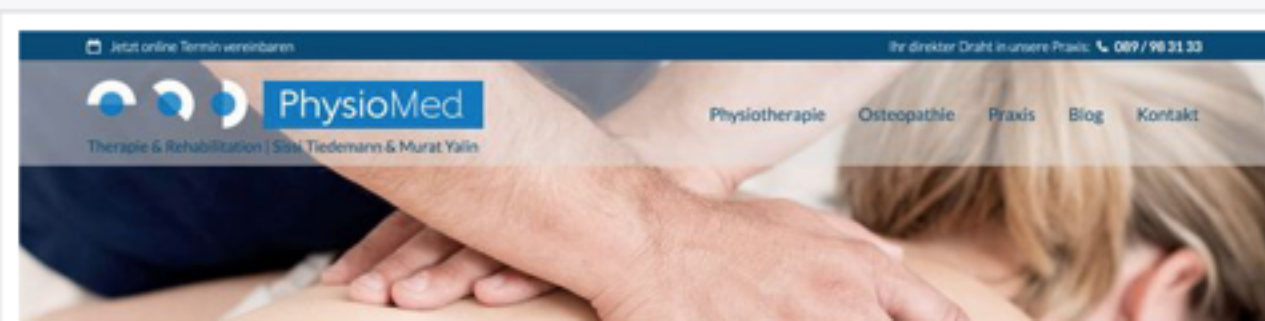 Jetzt online Termin vereinbaren
Ihr direkter Draht in unsere Praxis: 089 / 98 31 33
PhysioMed
Therapie & Rehabilitation | Sissi Tiedemann & Murat Yalin
Physiotherapie Osteopathie Praxis Blog Kontakt